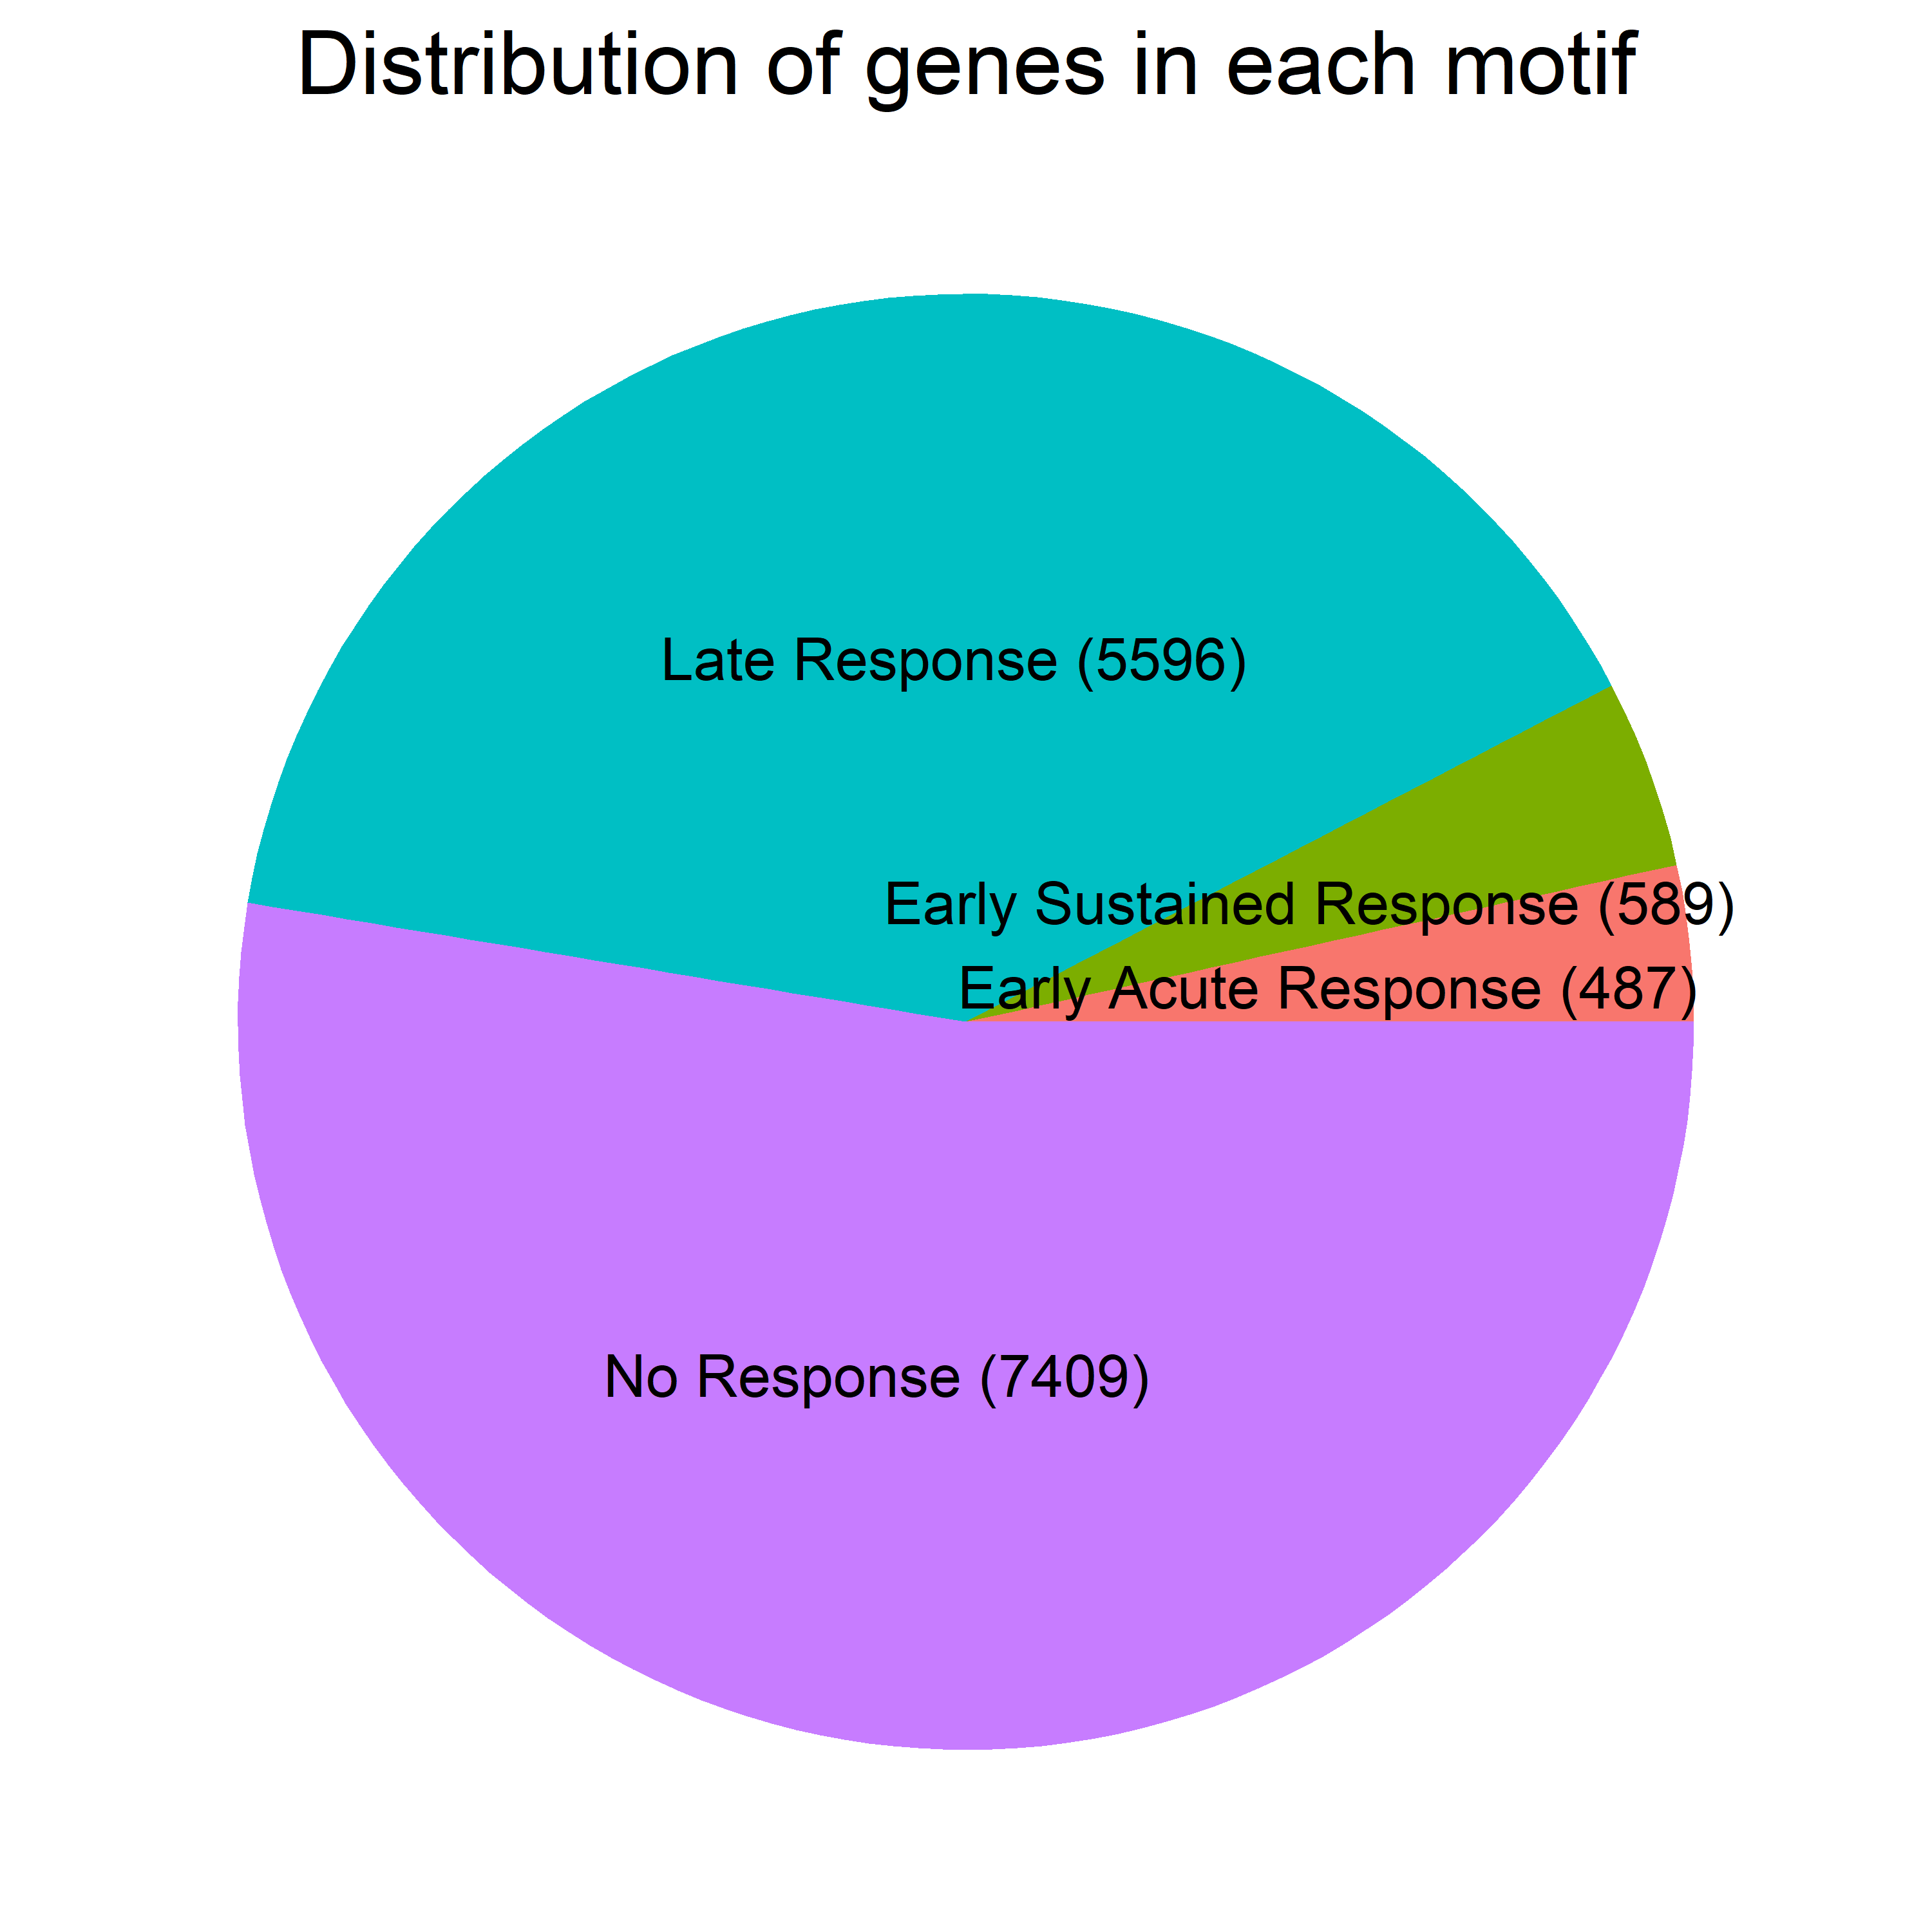 Distribution of genes in each motif
Late Response (5596)
Early Sustained Response (589)
Early Acute Response (487)
No Response (7409)